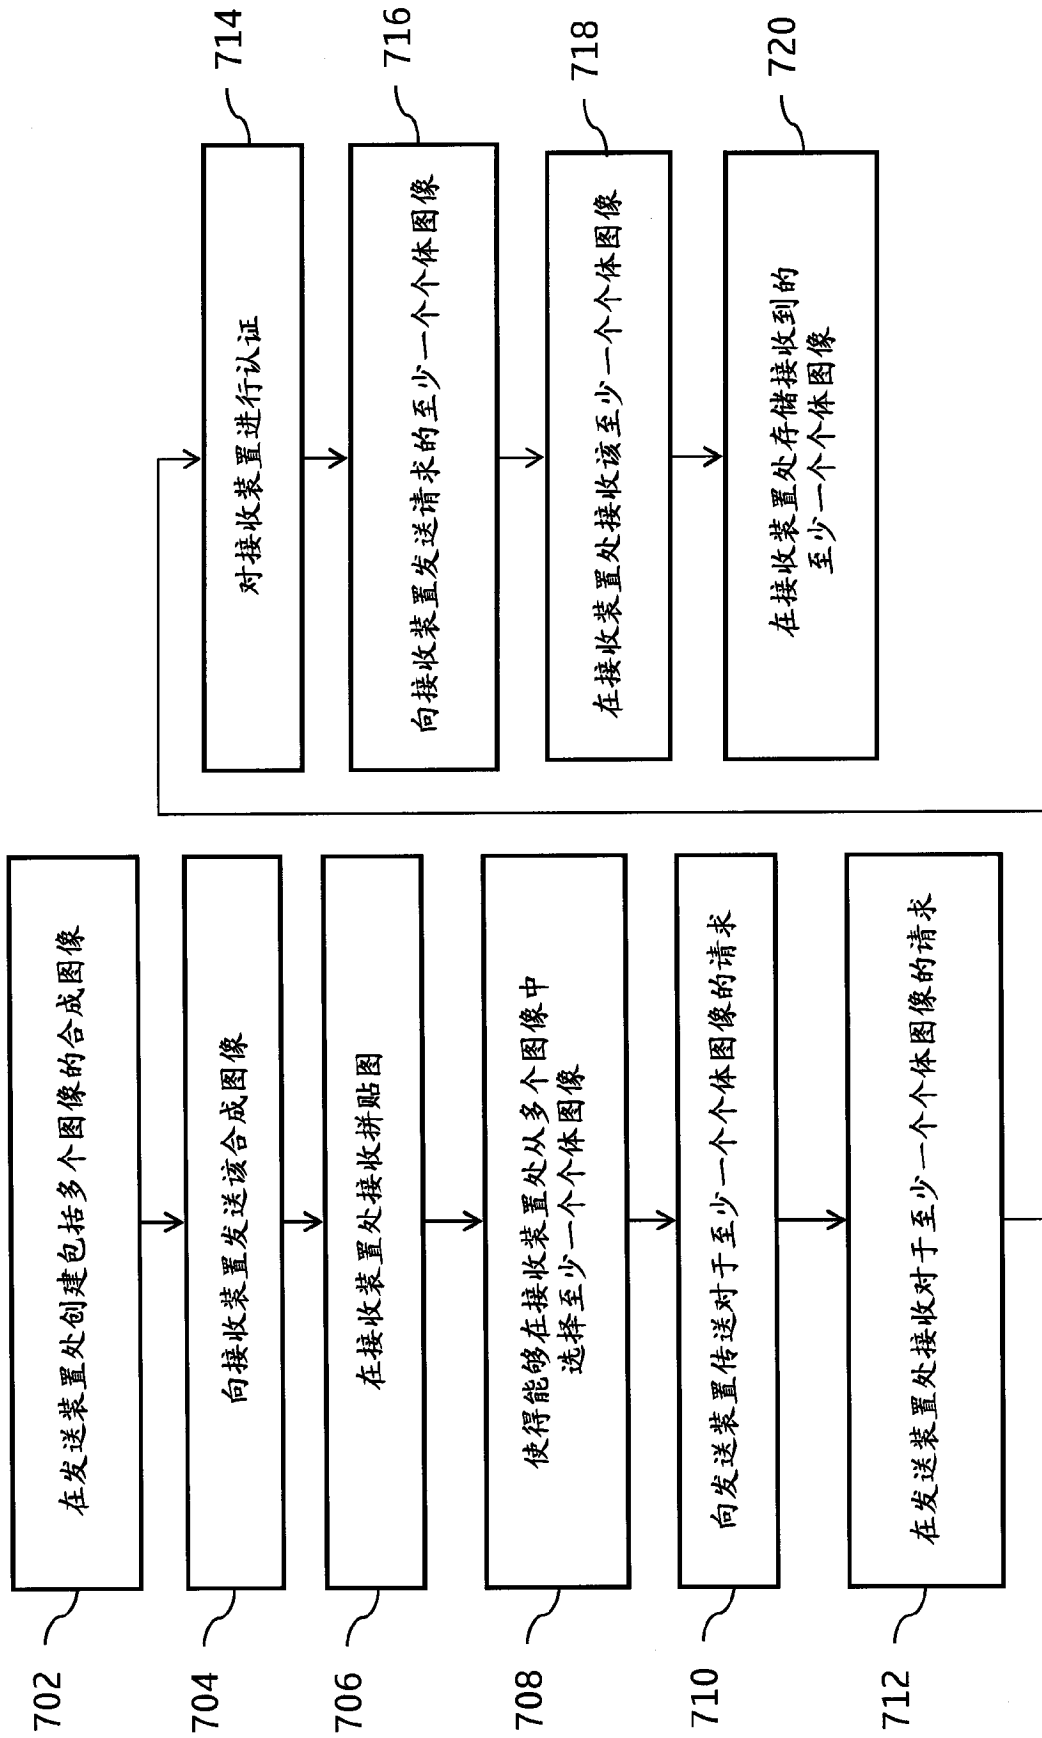 702
在发送装置处创建包括多个图像的合成图像
704
向接收装置发送该合成图像
706
在接收装置处接收拼贴图
708
使得能够在接收装置处从多个图像中
选择至少一个个体图像
710
向发送装置传送对于至少一个个体图像的请求
712
在发送装置处接收对于至少一个个体图像的请求
714
对接收装置进行认证
716
向接收装置发送请求的至少一个个体图像
718
在接收装置处接收该至少一个个体图像
720
在接收装置处存储接收到的
至少一个个体图像